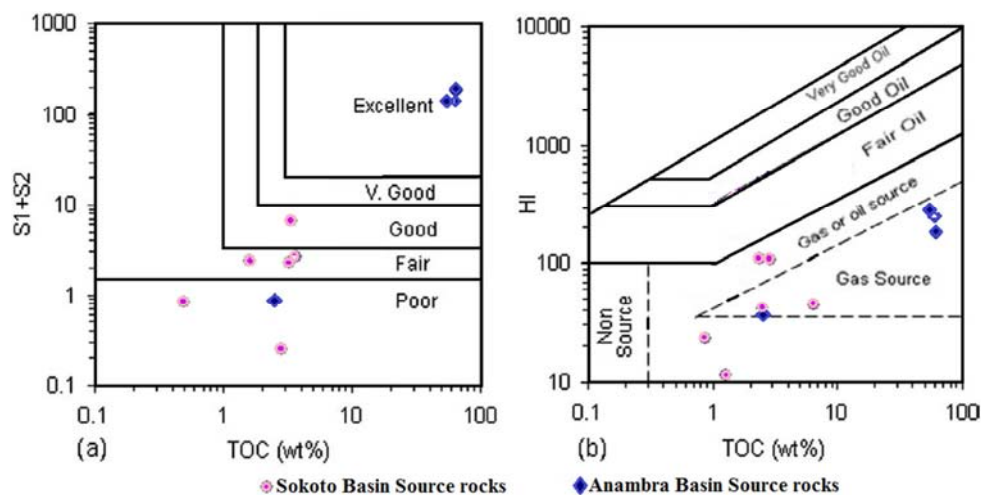 1000
100
10
1
0.1
S1+S2
Excellent
V. Good
Good
Fair
Poor
0.1
1
10
100
(a)
TOC (wt%)
10000
1000
100
10
HI
Very Good Oil
Good Oil
Fair Oil
Gas or oil source
Gas Source
Non
Source
0.1
1
10
100
(b)
TOC (wt%)
Sokoto Basin Source rocks
Anambra Basin Source rocks